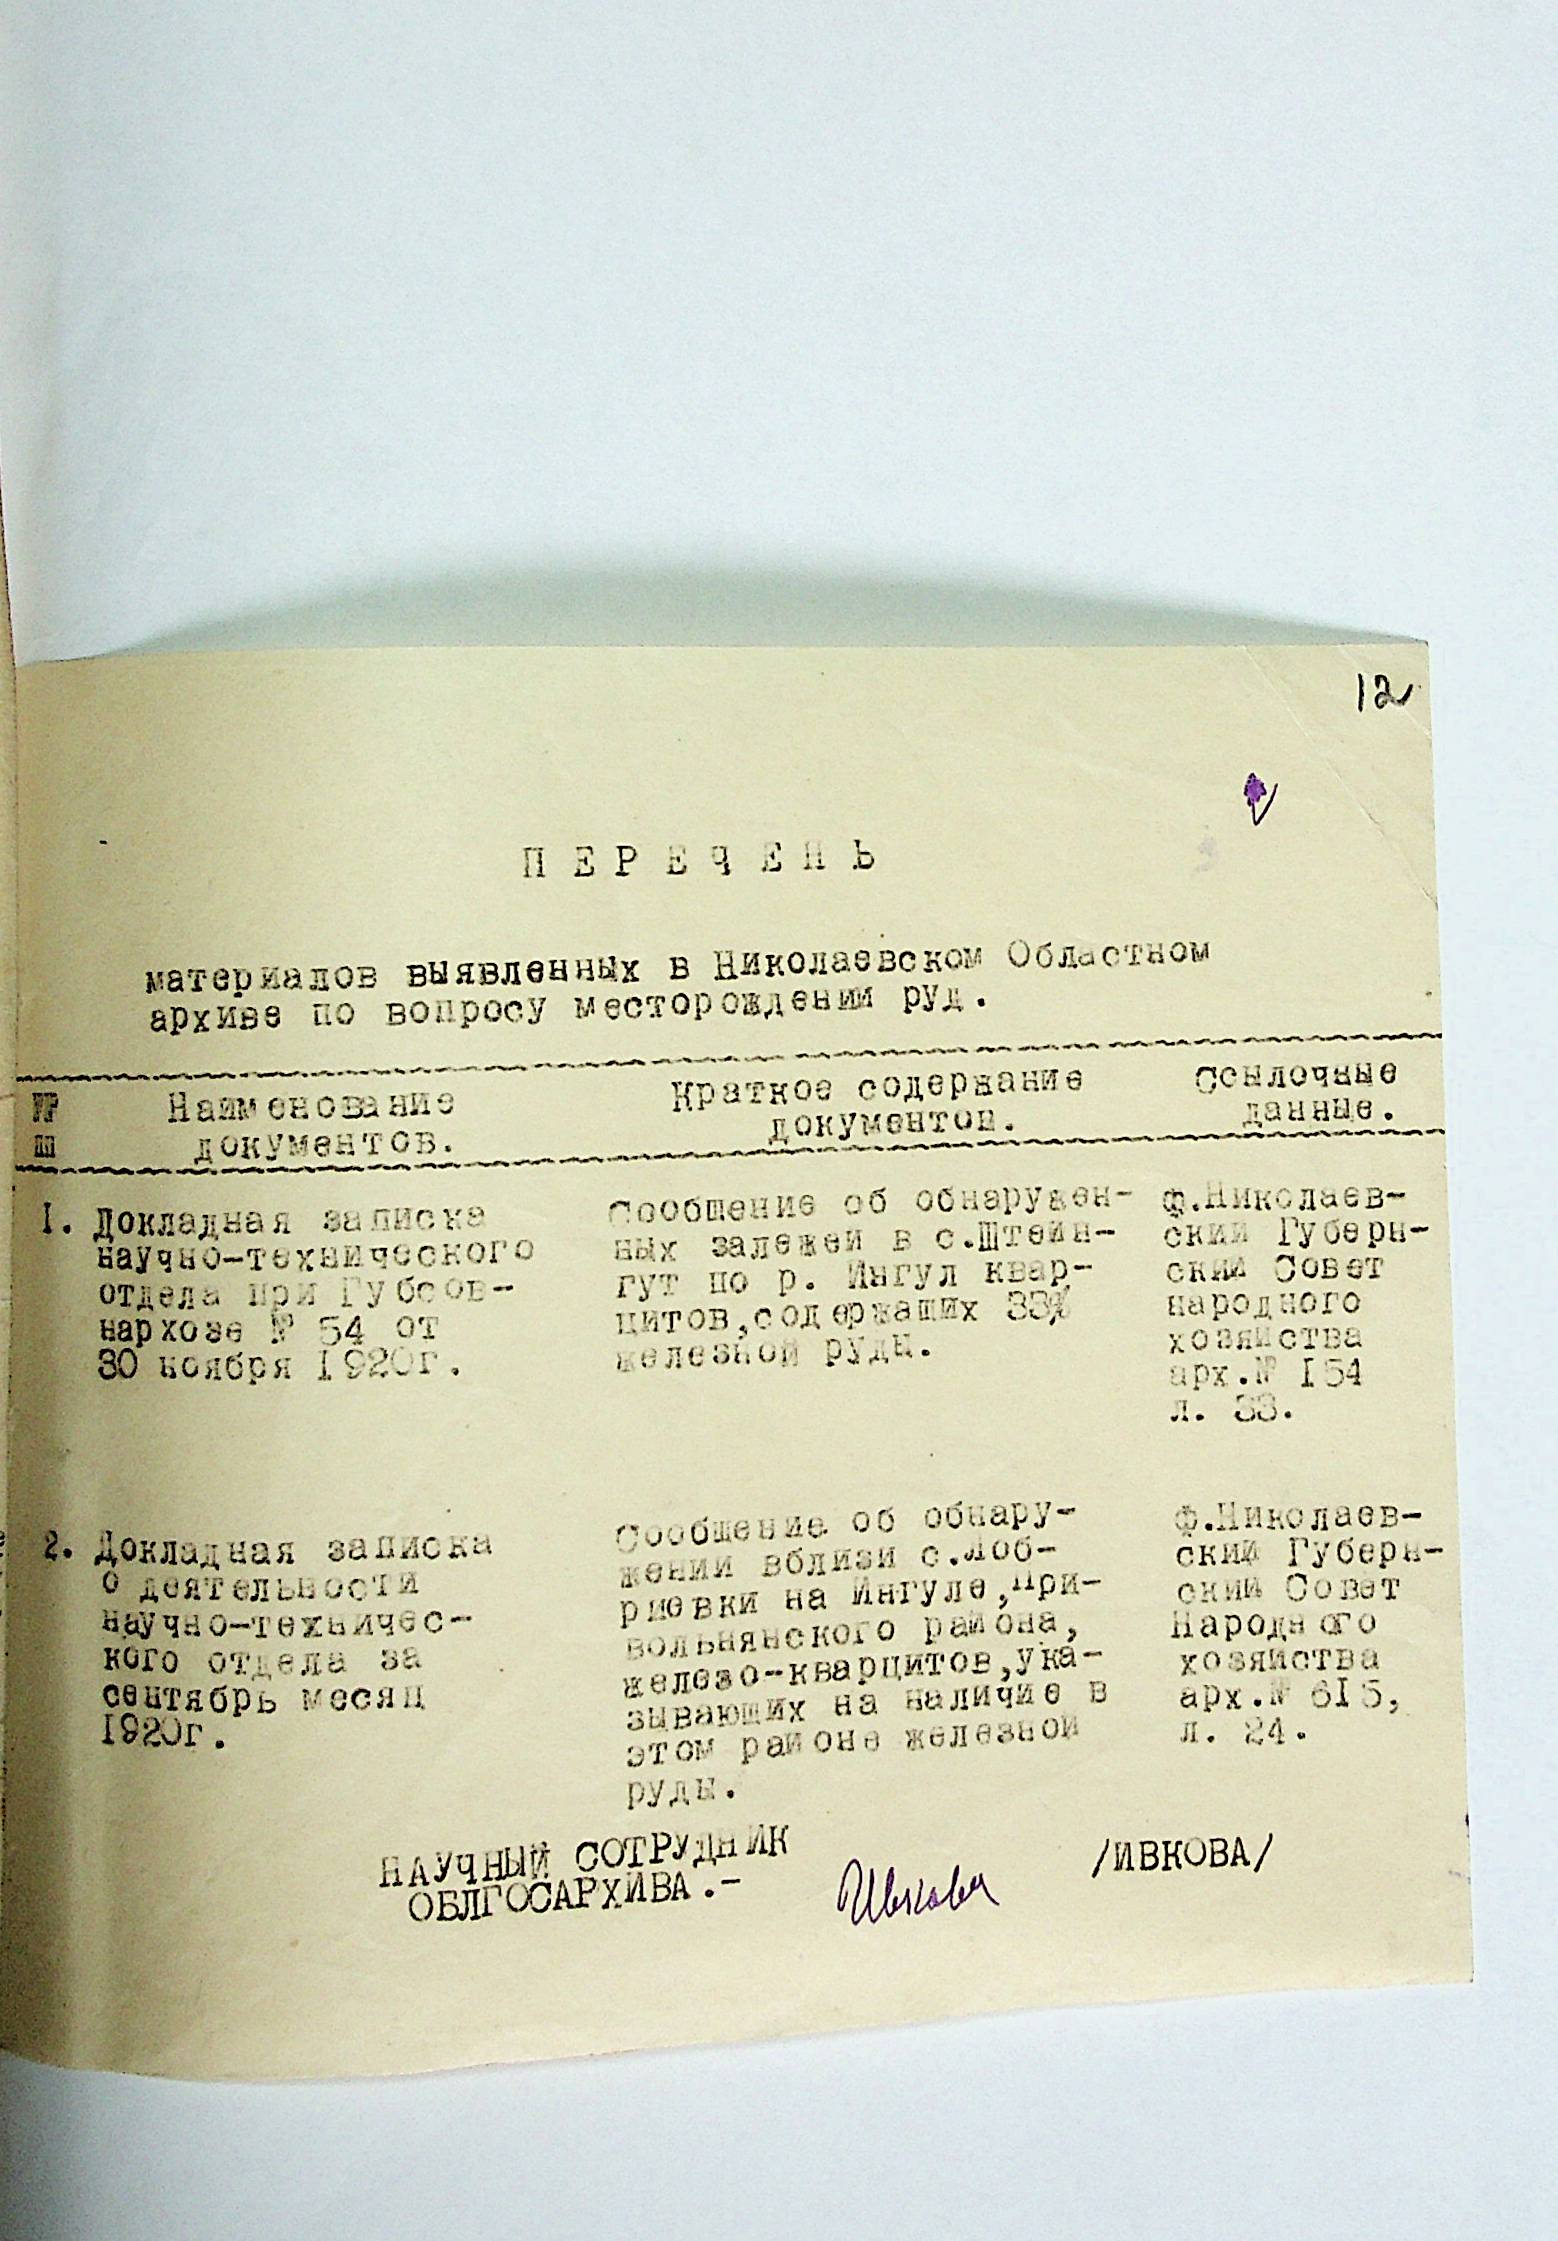 12
ПЕРЕЧЕНЬ
материалов выявленных в Николаевском Областном
архиве по вопросу месторождений руд.
№№ Наименование Краткое содержание Ссылочные
пп документов. документов. данные.
1. Докладная записка
научно-технического
отдела при Губсов-
нархозе № 54 от
30 ноября 1920г.
Сообщение об обнаружен-
ных залежей в с.Штейн-
гут по р. Ингул квар-
цитов,содержащих 33%
железной руды.
ф.Николаев-
ский Губерн-
ский Совет
народного
хозяйства
арх.№ 154
л. 33.
2. Докладная записка
о деятельности
научно-техничес-
кого отдела за
сентябрь месяц
1920г.
Сообщение об обнару-
жении вблизи с.Лоб-
риевки на Ингуле,При-
вольнянского района,
железо-кварцитов,ука-
зывающих на наличие в
этом районе железной
руды.
ф.Николаев-
ский Губерн-
ский Совет
Народного
хозяйства
арх.№ 615,
л. 24.
НАУЧНЫЙ СОТРУДНИК
ОБЛГОСАРХИВА.-
Ивкова
/ИВКОВА/